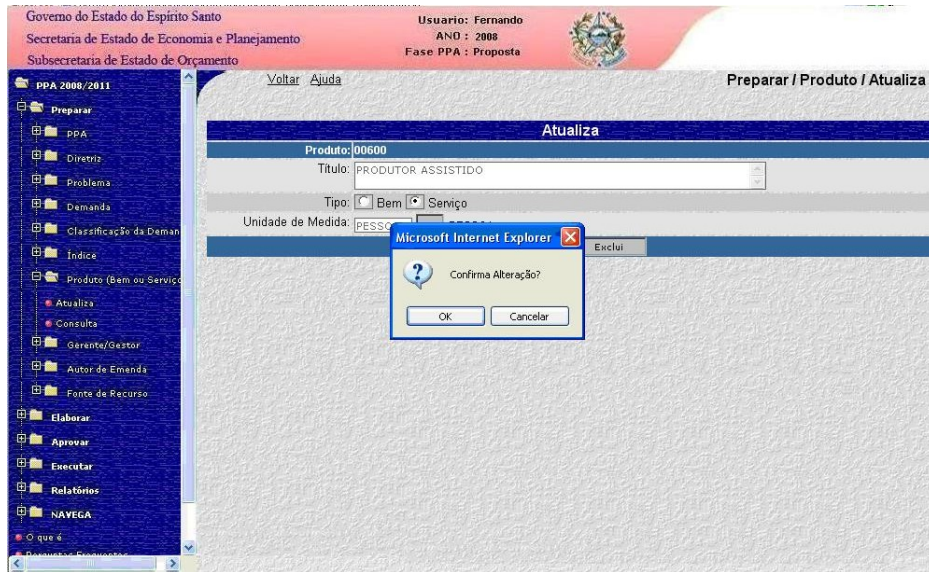 Governo do Estado do Espírito Santo
Secretaria de Estado de Economia e Planejamento
Subsecretaria de Estado de Orçamento
Usuario: Fernando
ANO : 2008
Fase PPA : Proposta
PPA 2008/2011
Preparar
PPA
Diretriz
Problema
Demanda
Classificação da Deman
Índice
Produto (Bem ou Serviço
Atualiza
Consulta
Gerente/Gestor
Autor de Emenda
Fonte de Recurso
Elaborar
Aprovar
Executar
Relatórios
NAVEGA
O que é
Perguntas Frequentes
Voltar Ajuda
Preparar / Produto / Atualiza
Atualiza
Produto: 00600
Título: PRODUTOR ASSISTIDO
Tipo: Bem Serviço
Unidade de Medida: PESSO
Exclui
Microsoft Internet Explorer
Confirma Alteração?
OK Cancelar